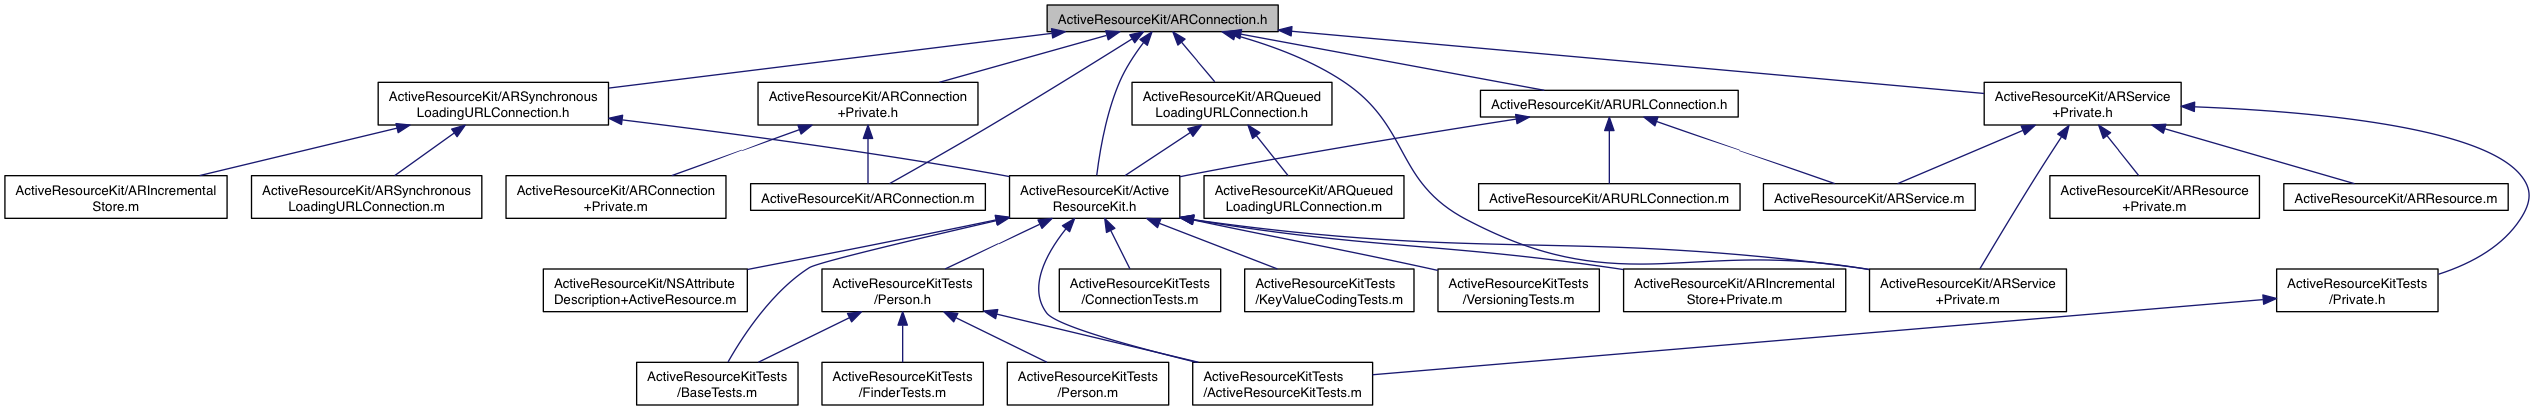 ActiveResourceKit/ARConnection.h
ActiveResourceKit/ARSynchronous
LoadingURLConnection.h
ActiveResourceKit/ARConnection
+Private.h
ActiveResourceKit/ARQueued
LoadingURLConnection.h
ActiveResourceKit/ARURLConnection.h
ActiveResourceKit/ARService
+Private.h
ActiveResourceKit/ARIncremental
Store.m
ActiveResourceKit/ARSynchronous
LoadingURLConnection.m
ActiveResourceKit/ARConnection
+Private.m
ActiveResourceKit/ARConnection.m
ActiveResourceKit/Active
ResourceKit.h
ActiveResourceKit/ARQueued
LoadingURLConnection.m
ActiveResourceKit/ARURLConnection.m
ActiveResourceKit/ARService.m
ActiveResourceKit/ARResource
+Private.m
ActiveResourceKit/ARResource.m
ActiveResourceKit/NSAttribute
Description+ActiveResource.m
ActiveResourceKitTests
/Person.h
ActiveResourceKitTests
/ConnectionTests.m
ActiveResourceKitTests
/KeyValueCodingTests.m
ActiveResourceKitTests
/VersioningTests.m
ActiveResourceKit/ARIncremental
Store+Private.m
ActiveResourceKit/ARService
+Private.m
ActiveResourceKitTests
/Private.h
ActiveResourceKitTests
/BaseTests.m
ActiveResourceKitTests
/FinderTests.m
ActiveResourceKitTests
/Person.m
ActiveResourceKitTests
/ActiveResourceKitTests.m